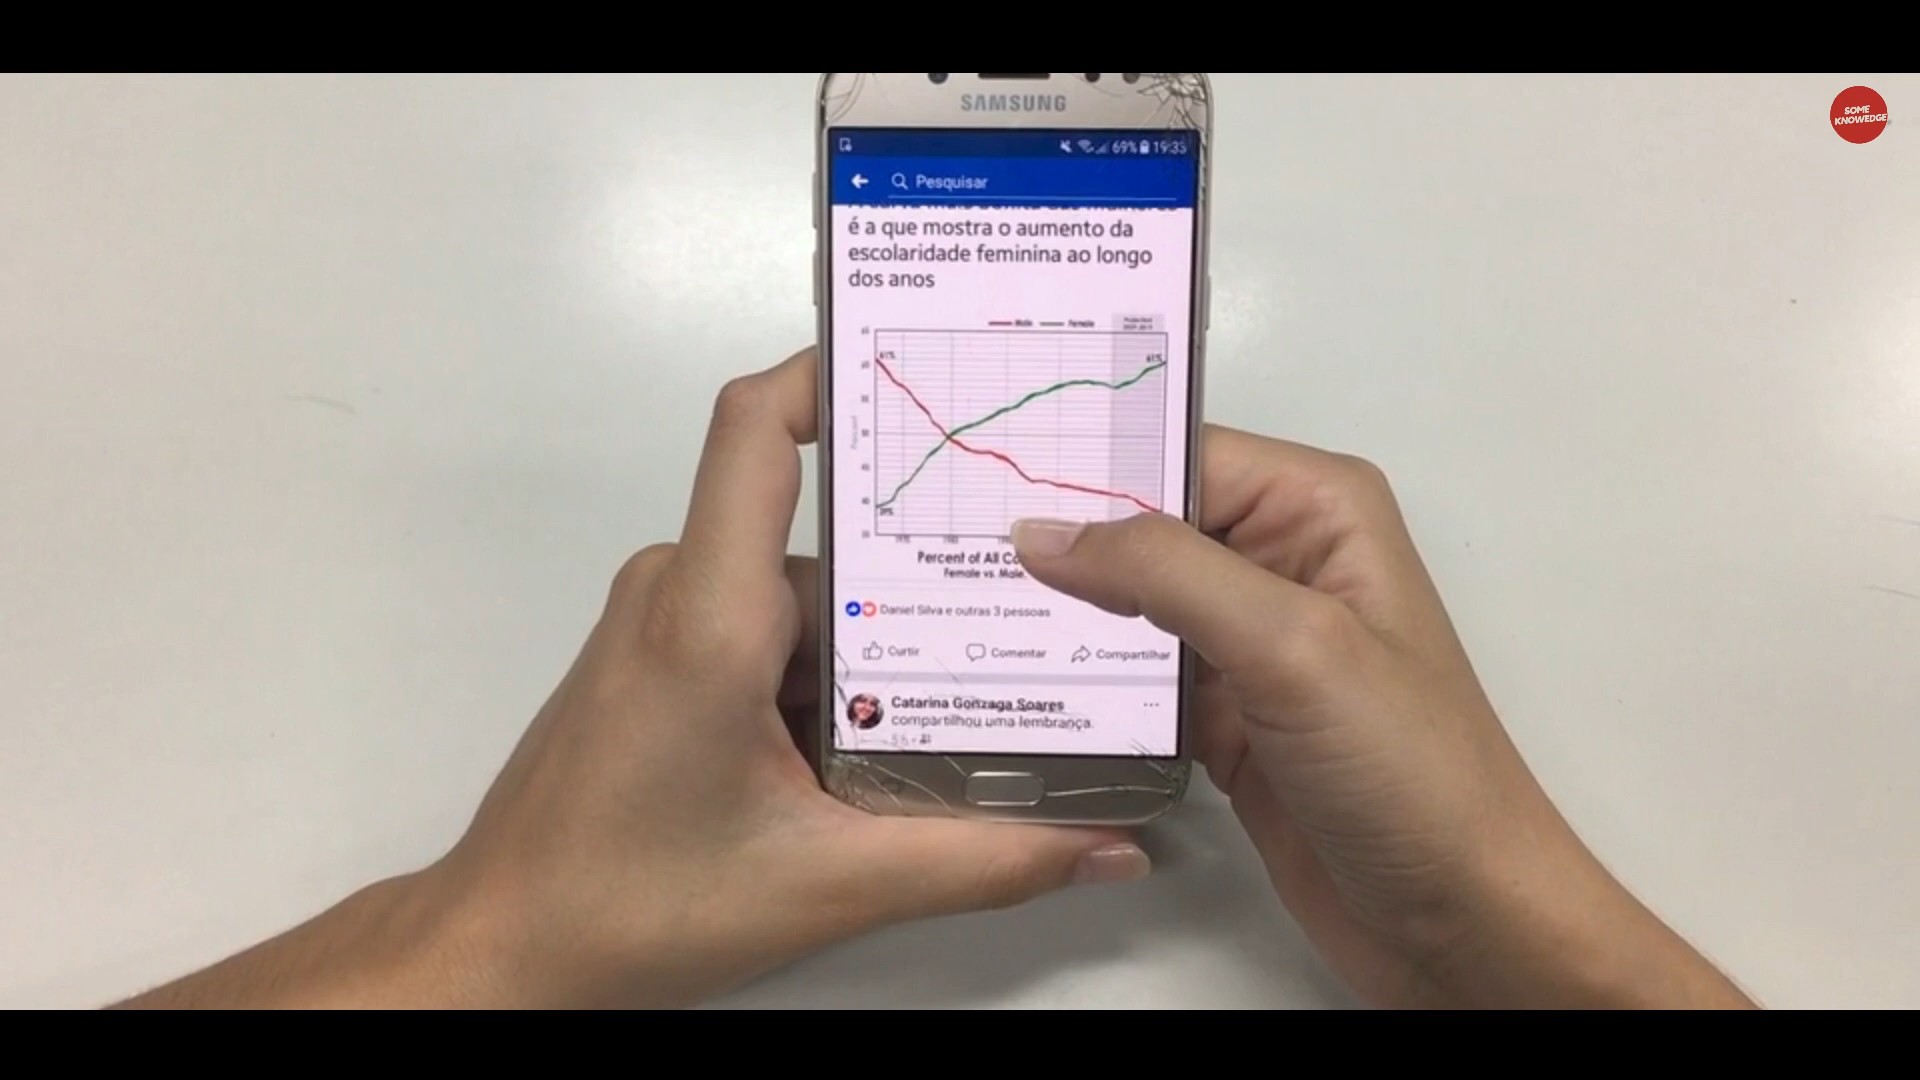 SAMSUNG
SOME
KNOWEDGE
69% 19:33
Pesquisar
é a que mostra o aumento da
escolaridade feminina ao longo
dos anos
Male Female
61%
61%
39%
Percent of All
Female vs. Male
Daniel Silva e outras 3 pessoas
Curtir Comentar Compartilhar
Catarina Gonzaga Soares
compartilhou uma lembrança.
5 h